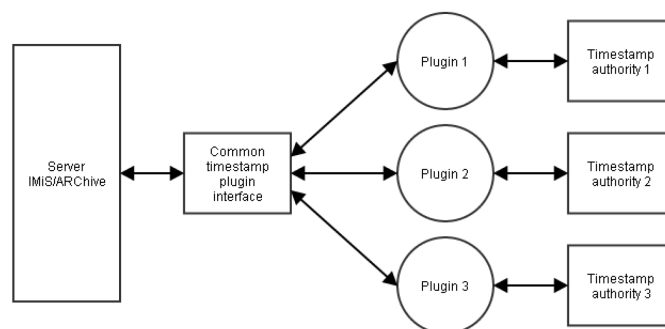 Server
IMiS/ARChive
Common
timestamp
plugin
interface
Plugin 1
Timestamp
authority 1
Plugin 2
Timestamp
authority 2
Plugin 3
Timestamp
authority 3